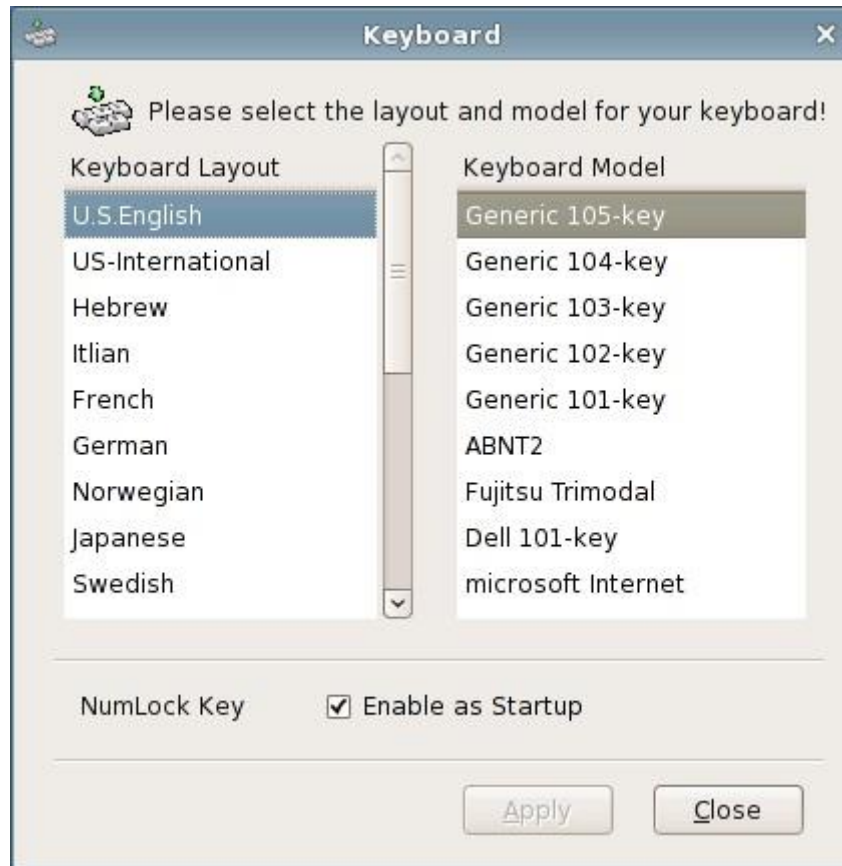 Keyboard
Please select the layout and model for your keyboard!
Keyboard Layout
U.S.English
US-International
Hebrew
Itlian
French
German
Norwegian
Japanese
Swedish
Keyboard Model
Generic 105-key
Generic 104-key
Generic 103-key
Generic 102-key
Generic 101-key
ABNT2
Fujitsu Trimodal
Dell 101-key
microsoft Internet
NumLock Key Enable as Startup
Apply Close